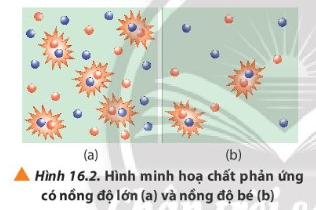 (a) (b)
Hình 16.2. Hình minh hoạ chất phản ứng
có nồng độ lớn (a) và nồng độ bé (b)